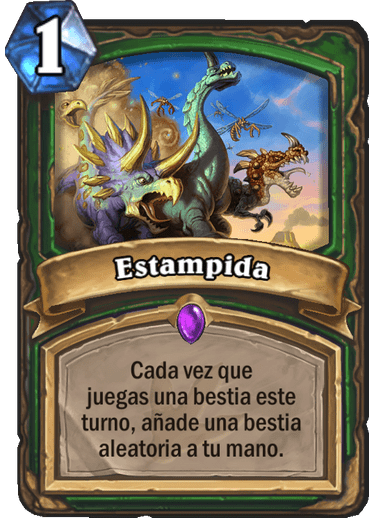 1
Estampida
Cada vez que
juegas una bestia este
turno, añade una bestia
aleatoria a tu mano.